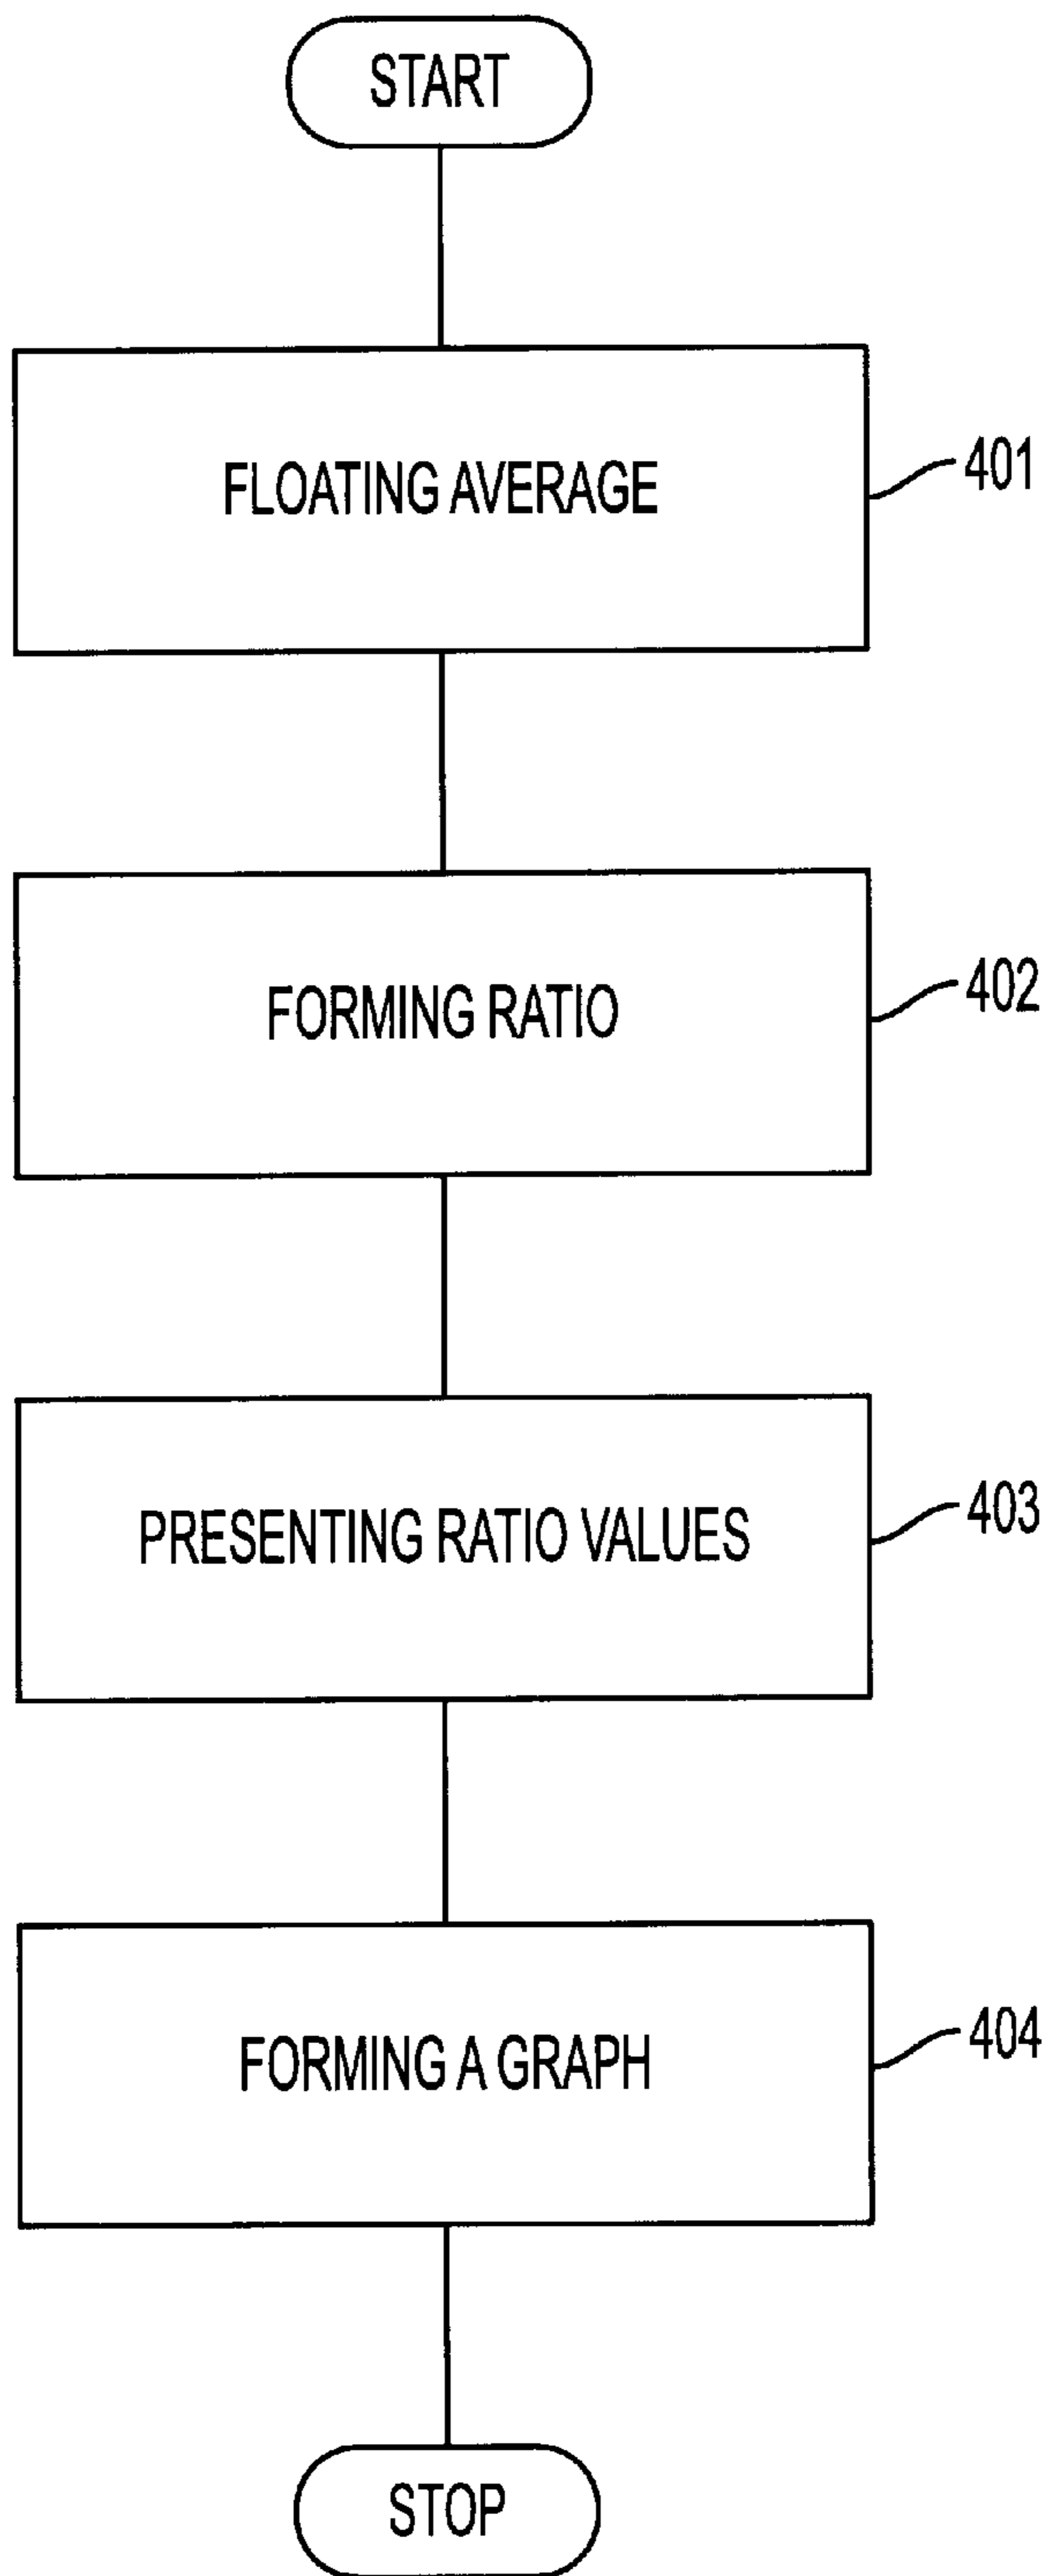 START
FLOATING AVERAGE
401
FORMING RATIO
402
PRESENTING RATIO VALUES
403
FORMING A GRAPH
404
STOP